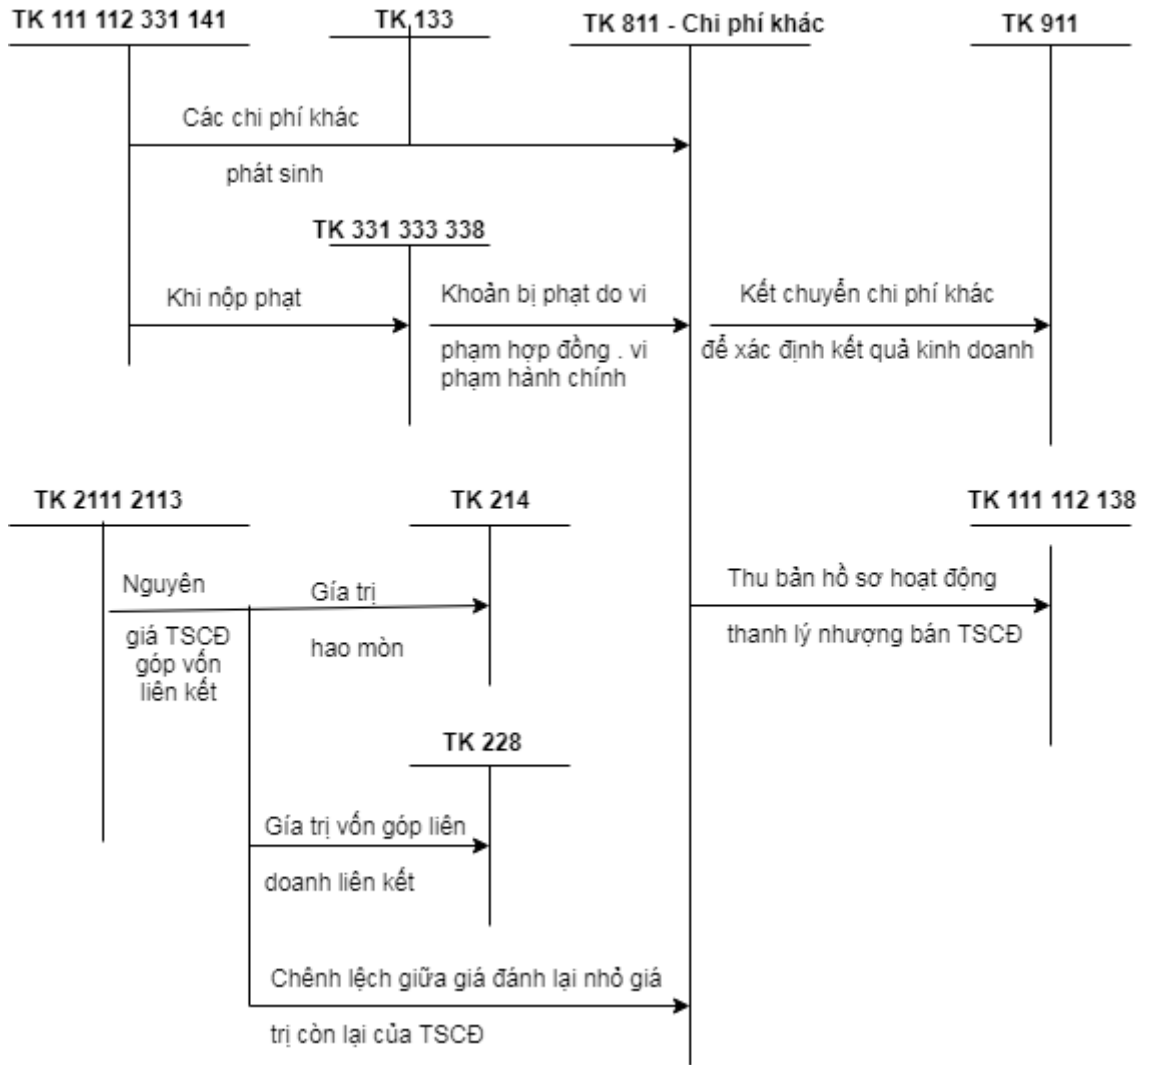 TK 111 112 331 141
TK 133
TK 811 - Chi phí khác
TK 911
Các chi phí khác
phát sinh
TK 331 333 338
Khi nộp phạt
Khoản bị phạt do vi
phạm hợp đồng . vi
phạm hành chính
Kết chuyển chi phí khác
để xác định kết quả kinh doanh
TK 2111 2113
TK 214
TK 111 112 138
Nguyên
giá TSCĐ
góp vốn
liên kết
Gía trị
hao mòn
Thu bản hồ sơ hoạt động
thanh lý nhượng bán TSCĐ
TK 228
Gía trị vốn góp liên
doanh liên kết
Chênh lệch giữa giá đánh lại nhỏ giá
trị còn lại của TSCĐ